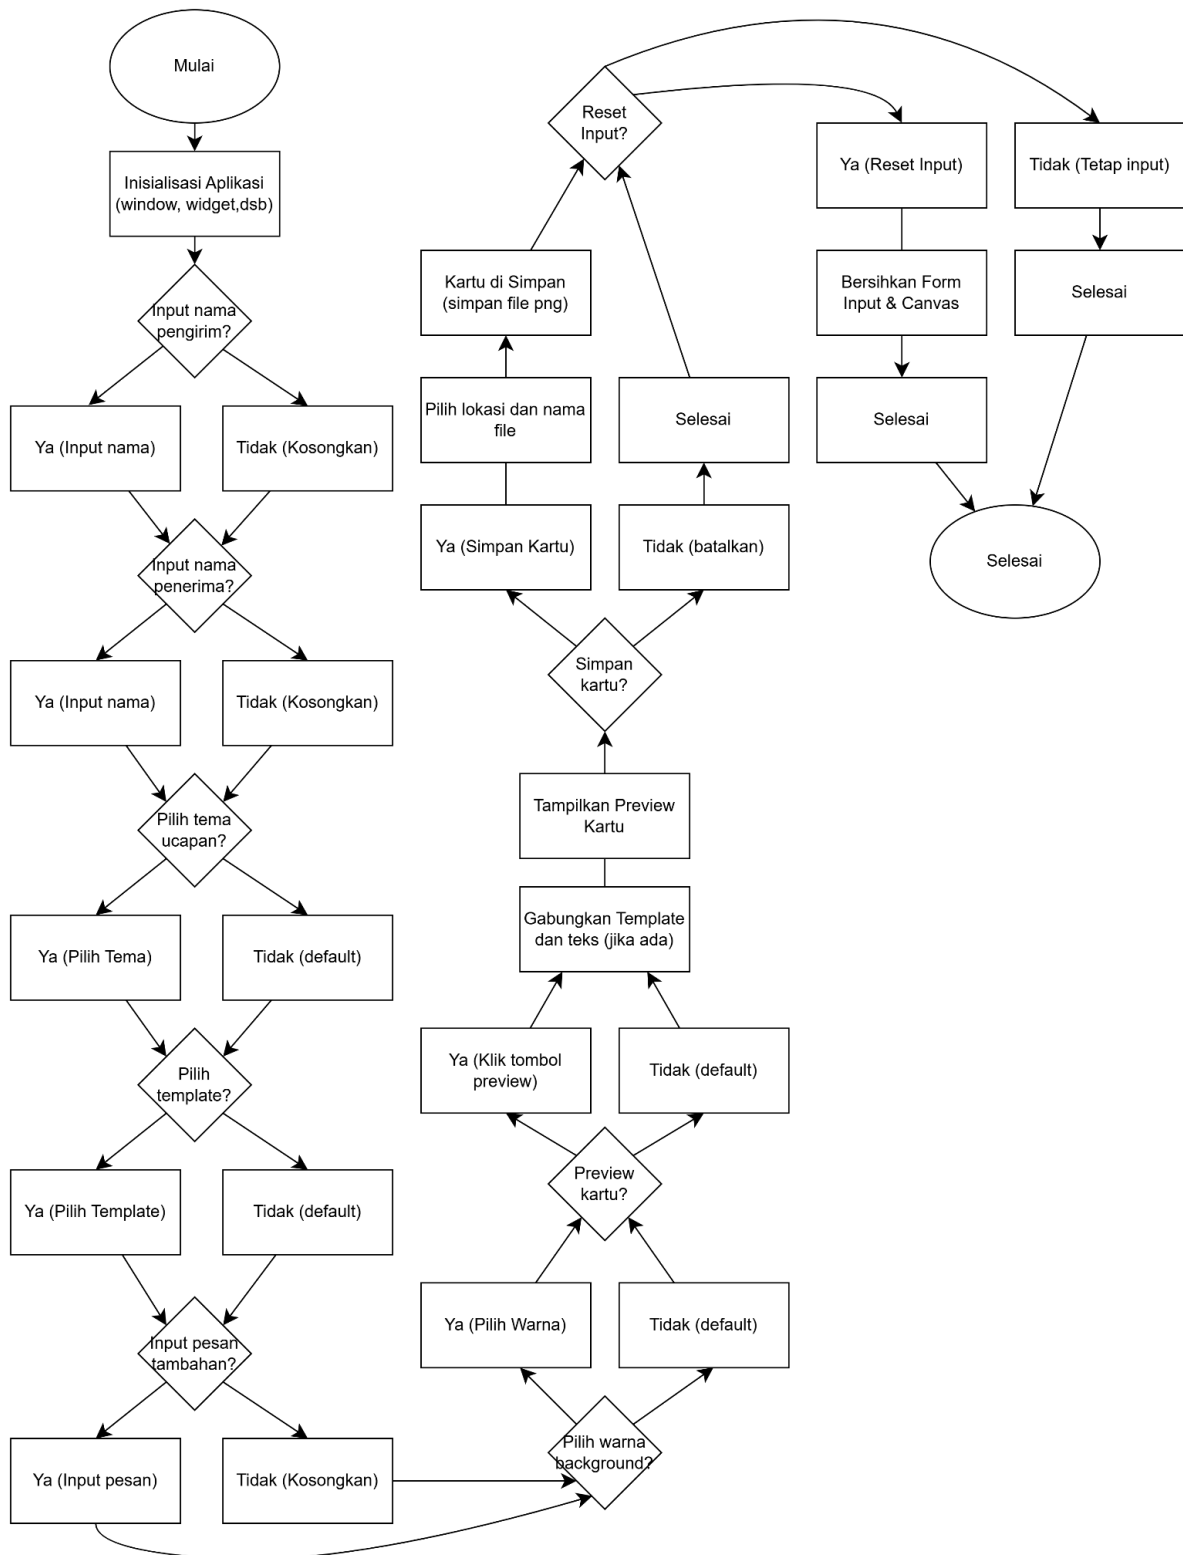 Mulai
Inisialisasi Aplikasi
(window, widget,dsb)
Input nama
pengirim?
Ya (Input nama)
Tidak (Kosongkan)
Input nama
penerima?
Ya (Input nama)
Tidak (Kosongkan)
Pilih tema
ucapan?
Ya (Pilih Tema)
Tidak (default)
Pilih
template?
Ya (Pilih Template)
Tidak (default)
Input pesan
tambahan?
Ya (Input pesan)
Tidak (Kosongkan)
Pilih warna
background?
Ya (Pilih Warna)
Tidak (default)
Preview
kartu?
Ya (Klik tombol
preview)
Tidak (default)
Gabungkan Template
dan teks (jika ada)
Tampilkan Preview
Kartu
Simpan
kartu?
Ya (Simpan Kartu)
Tidak (batalkan)
Pilih lokasi dan nama
file
Selesai
Kartu di Simpan
(simpan file png)
Reset
Input?
Ya (Reset Input)
Tidak (Tetap input)
Bersihkan Form
Input & Canvas
Selesai
Selesai
Selesai